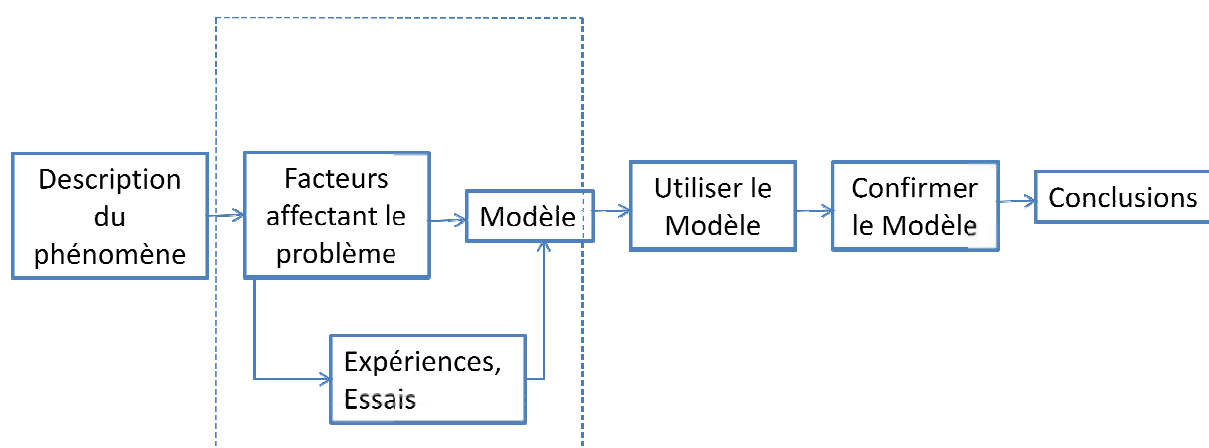 Description
du
phénomène
Facteurs
affectant le
problème
Modèle
Expériences,
Essais
Utiliser le
Modèle
Confirmer
le Modèle
Conclusions